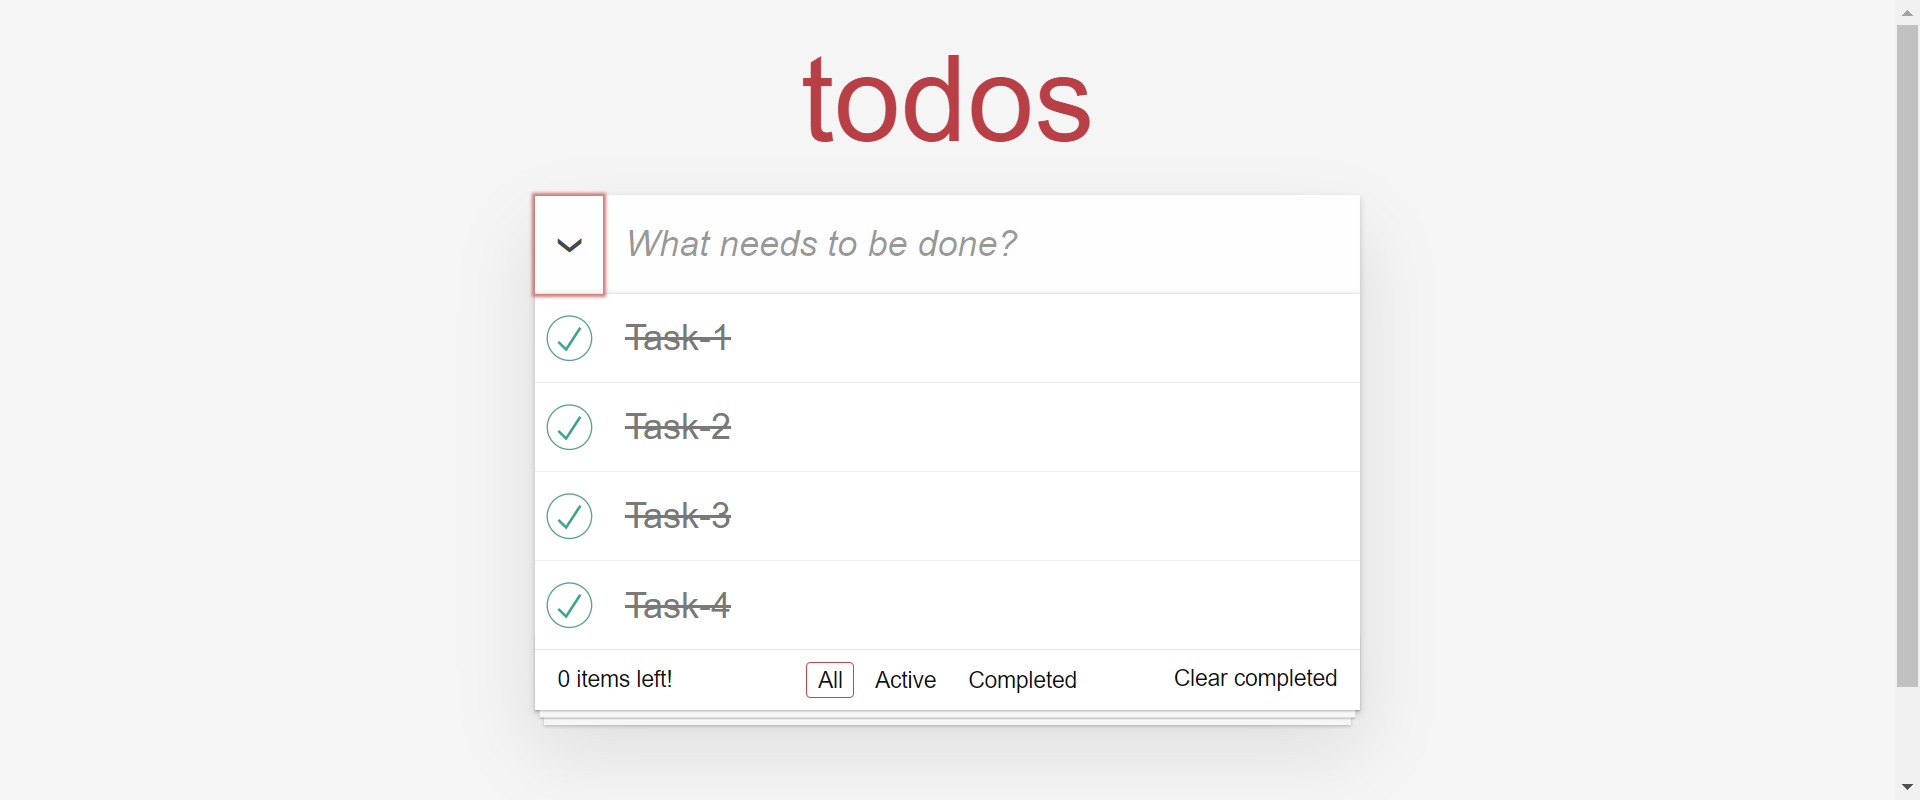 todos
What needs to be done?
Task-1
Task-2
Task-3
Task-4
0 items left!
All
Active
Completed
Clear completed